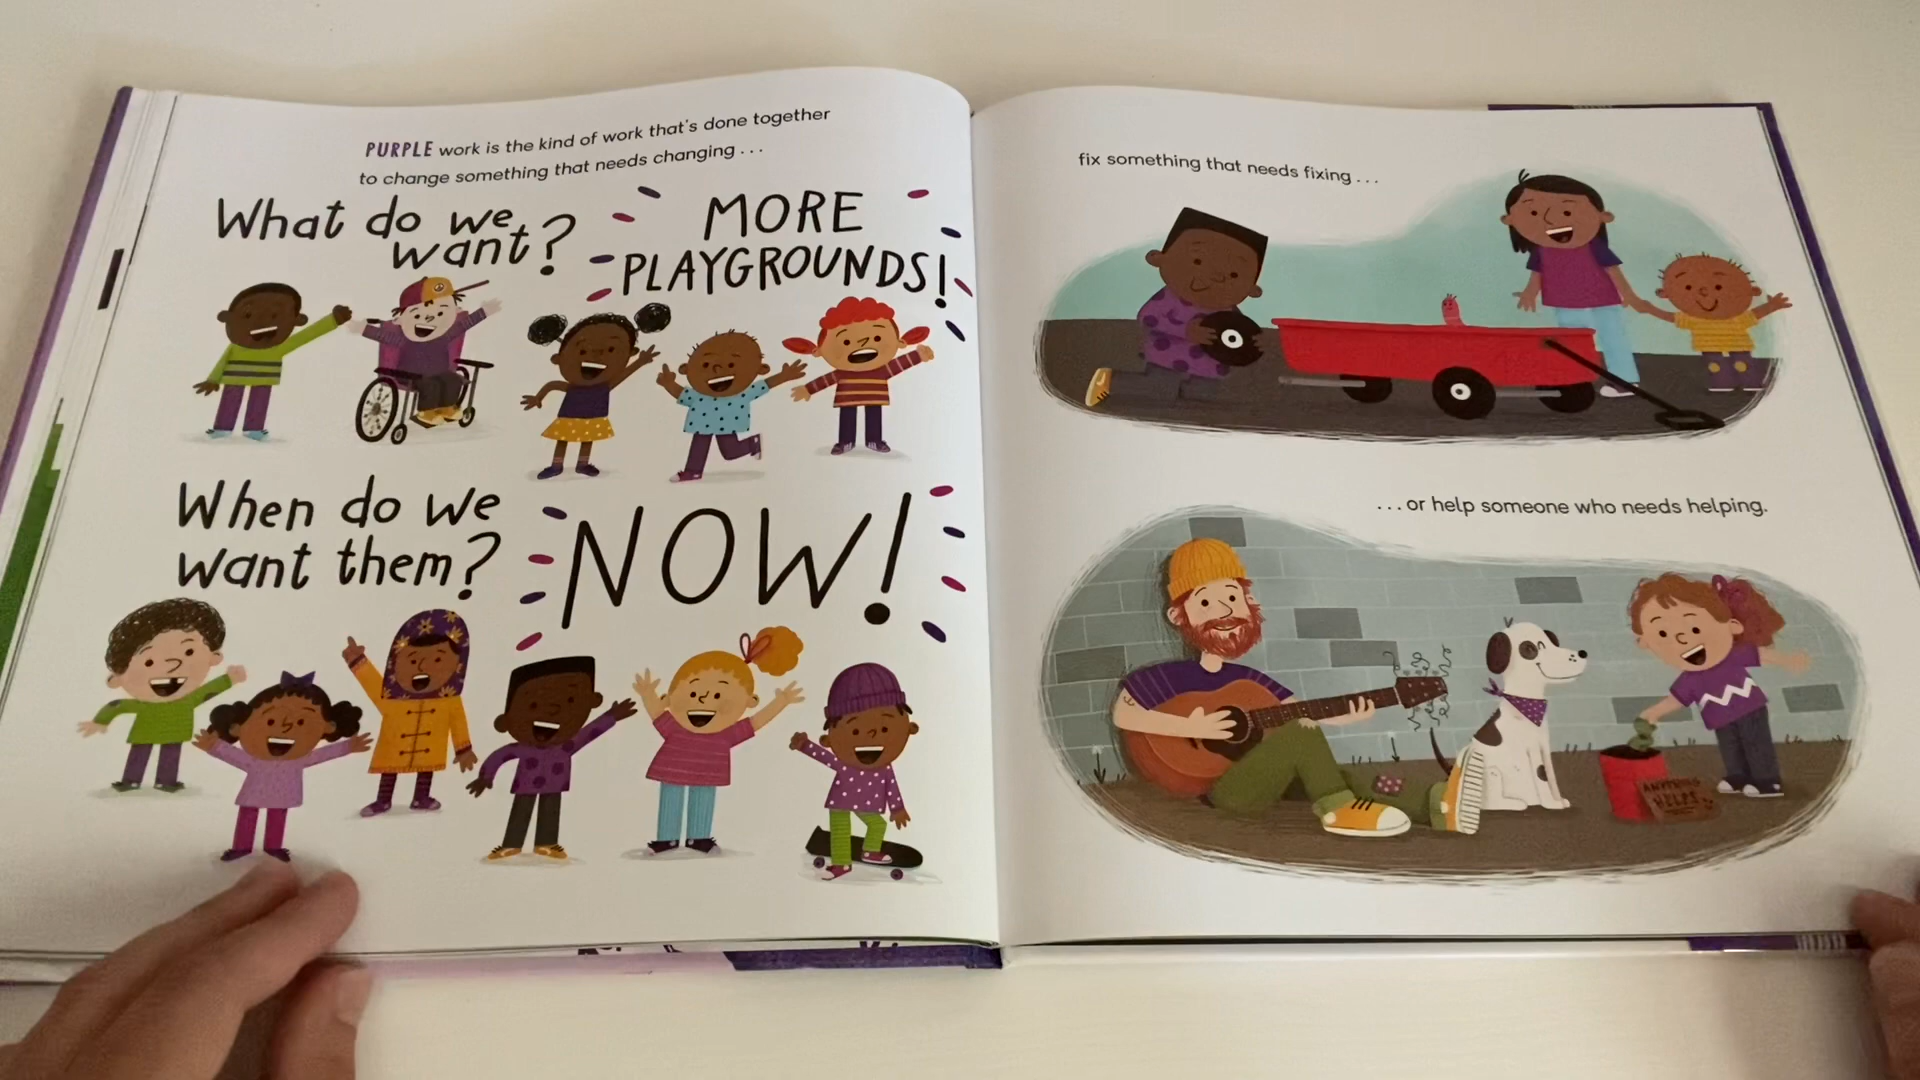 PURPLE work is the kind of work that's done together
to change something that needs changing . . .
What do we
want?
MORE
PLAYGROUNDS!
When do we
want them?
NOW!
fix something that needs fixing . . .
. . . or help someone who needs helping.
HELPS